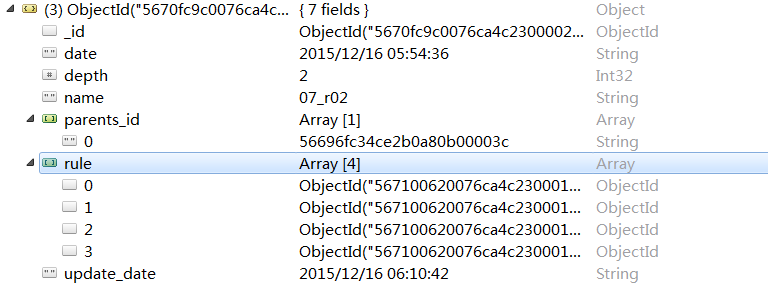 (3) ObjectId("5670fc9c0076ca4c... { 7 fields } Object
_id ObjectId("5670fc9c0076ca4c2300002... ObjectId
"" date 2015/12/16 05:54:36 String
# depth 2 Int32
"" name 07_r02 String
parents_id Array [1] Array
"" 0 56696fc34ce2b0a80b00003c String
rule Array [4] Array
0 ObjectId("567100620076ca4c230001... ObjectId
1 ObjectId("567100620076ca4c230001... ObjectId
2 ObjectId("567100620076ca4c230001... ObjectId
3 ObjectId("567100620076ca4c230001... ObjectId
"" update_date 2015/12/16 06:10:42 String